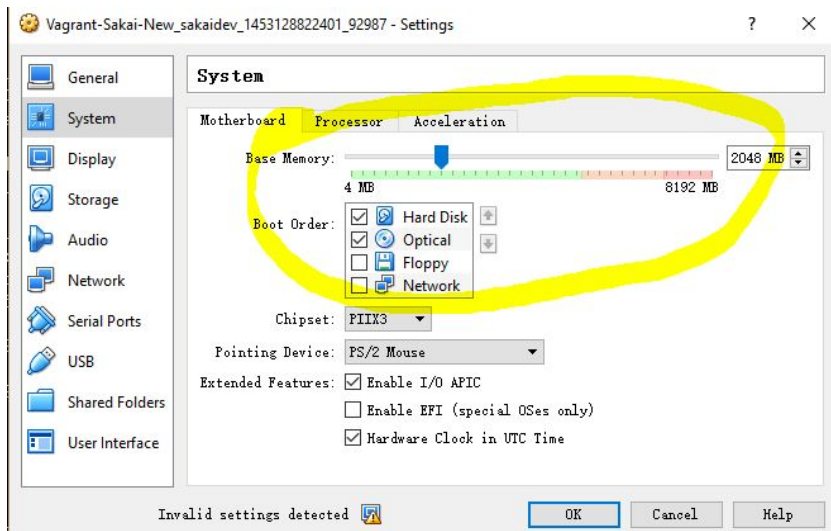 Vagrant-Sakai-New_sakaidev_1453128822401_92987 - Settings
General
System
Display
Storage
Audio
Network
Serial Ports
USB
Shared Folders
User Interface
System
Motherboard Processor Acceleration
Base Memory: 2048 MB
4 MB 8192 MB
Boot Order: Hard Disk
Optical
Floppy
Network
Chipset: PIIX3
Pointing Device: PS/2 Mouse
Extended Features: Enable I/O APIC
Enable EFI (special OSes only)
Hardware Clock in UTC Time
Invalid settings detected OK Cancel Help